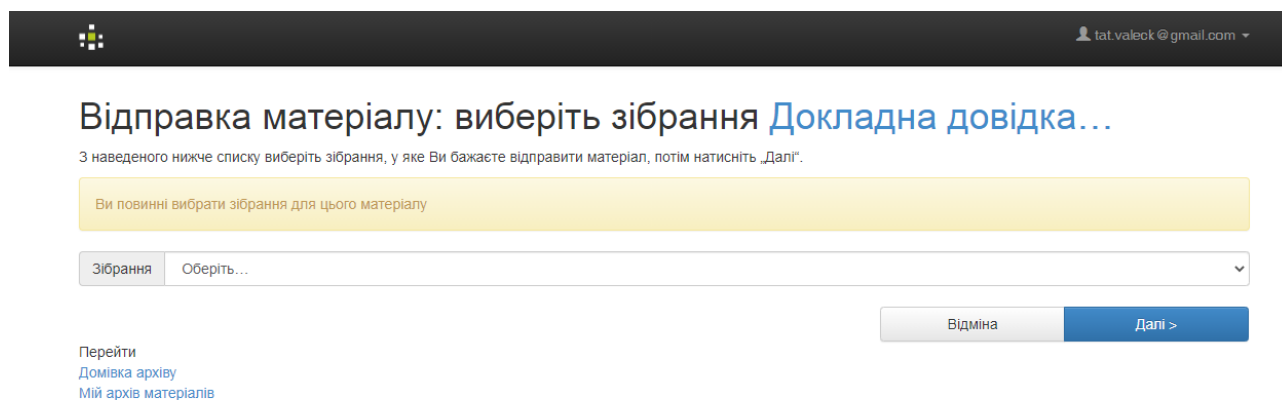 tat.valeck@gmail.com
Відправка матеріалу: виберіть зібрання Докладна довідка…
З наведеного нижче списку виберіть зібрання, у яке Ви бажаєте відправити матеріал, потім натисніть „Далі“.
Ви повинні вибрати зібрання для цього матеріалу
Зібрання Оберіть…
Відміна Далі >
Перейти
Домівка архіву
Мій архів матеріалів